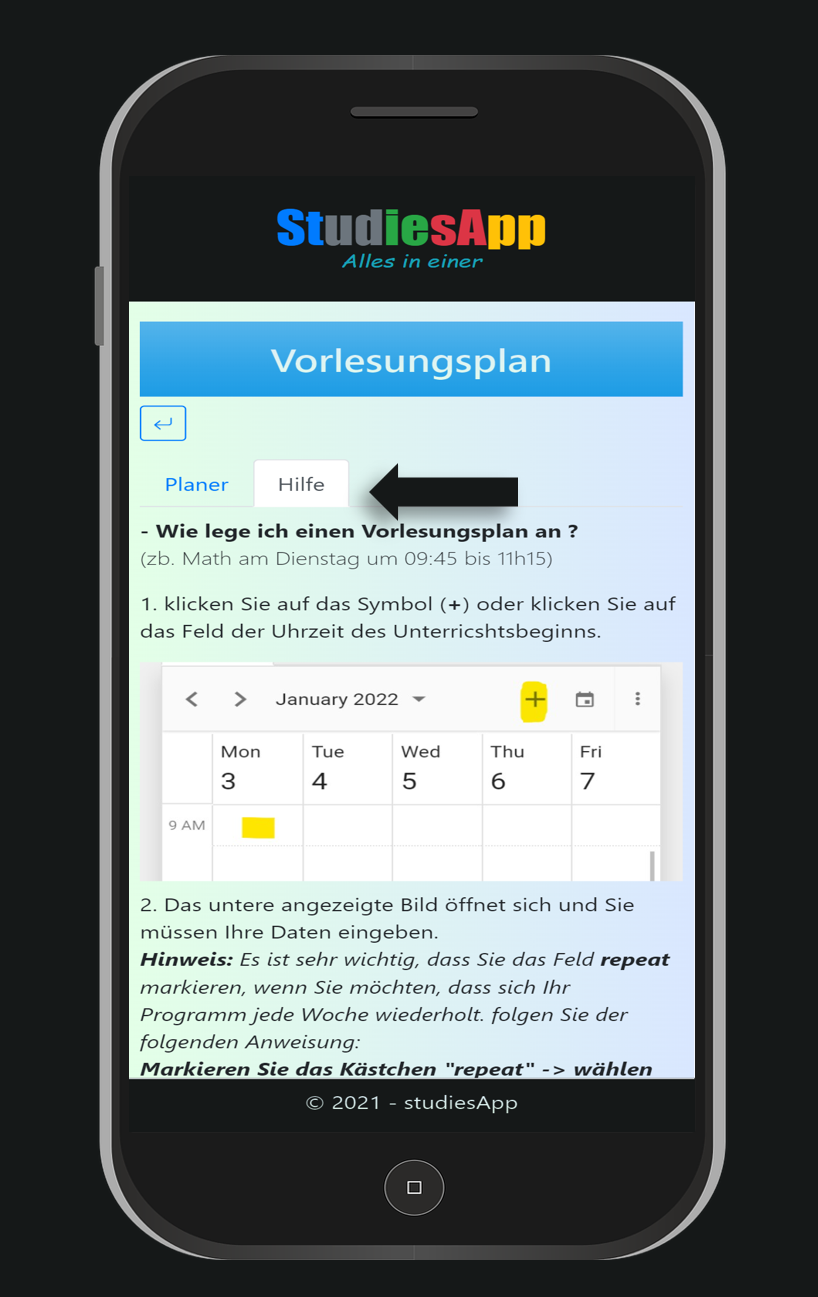 StudiesApp
Alles in einer
Vorlesungsplan
Planer Hilfe
- Wie lege ich einen Vorlesungsplan an ?
(zb. Math am Dienstag um 09:45 bis 11h15)
1. klicken Sie auf das Symbol (+) oder klicken Sie auf
das Feld der Uhrzeit des Unterricshtsbeginns.
January 2022
Mon Tue Wed Thu Fri
3 4 5 6 7
9 AM
2. Das untere angezeigte Bild öffnet sich und Sie
müssen Ihre Daten eingeben.
Hinweis: Es ist sehr wichtig, dass Sie das Feld repeat
markieren, wenn Sie möchten, dass sich Ihr
Programm jede Woche wiederholt. folgen Sie der
folgenden Anweisung:
Markieren Sie das Kästchen "repeat" -> wählen
© 2021 - studiesApp